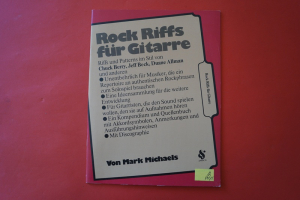 Rock Riffs
für Gitarre
Riffs und Patterns im Stil von
Chuck Berry, Jeff Beck, Duane Allman
und anderen
● Unentbehrlich für Musiker, die ein
Repertoire an authentischen Rockphrasen
zum Solospiel brauchen
● Eine Ideensammlung für die weitere
Entwicklung
● Für Gitarristen, die den Sound spielen
wollen, den sie auf Aufnahmen hören
● Ein Kompendium und Quellenbuch
mit Akkordsymbolen, Anmerkungen und
Ausführungshinweisen
● Mit Discographie
Von Mark Michaels